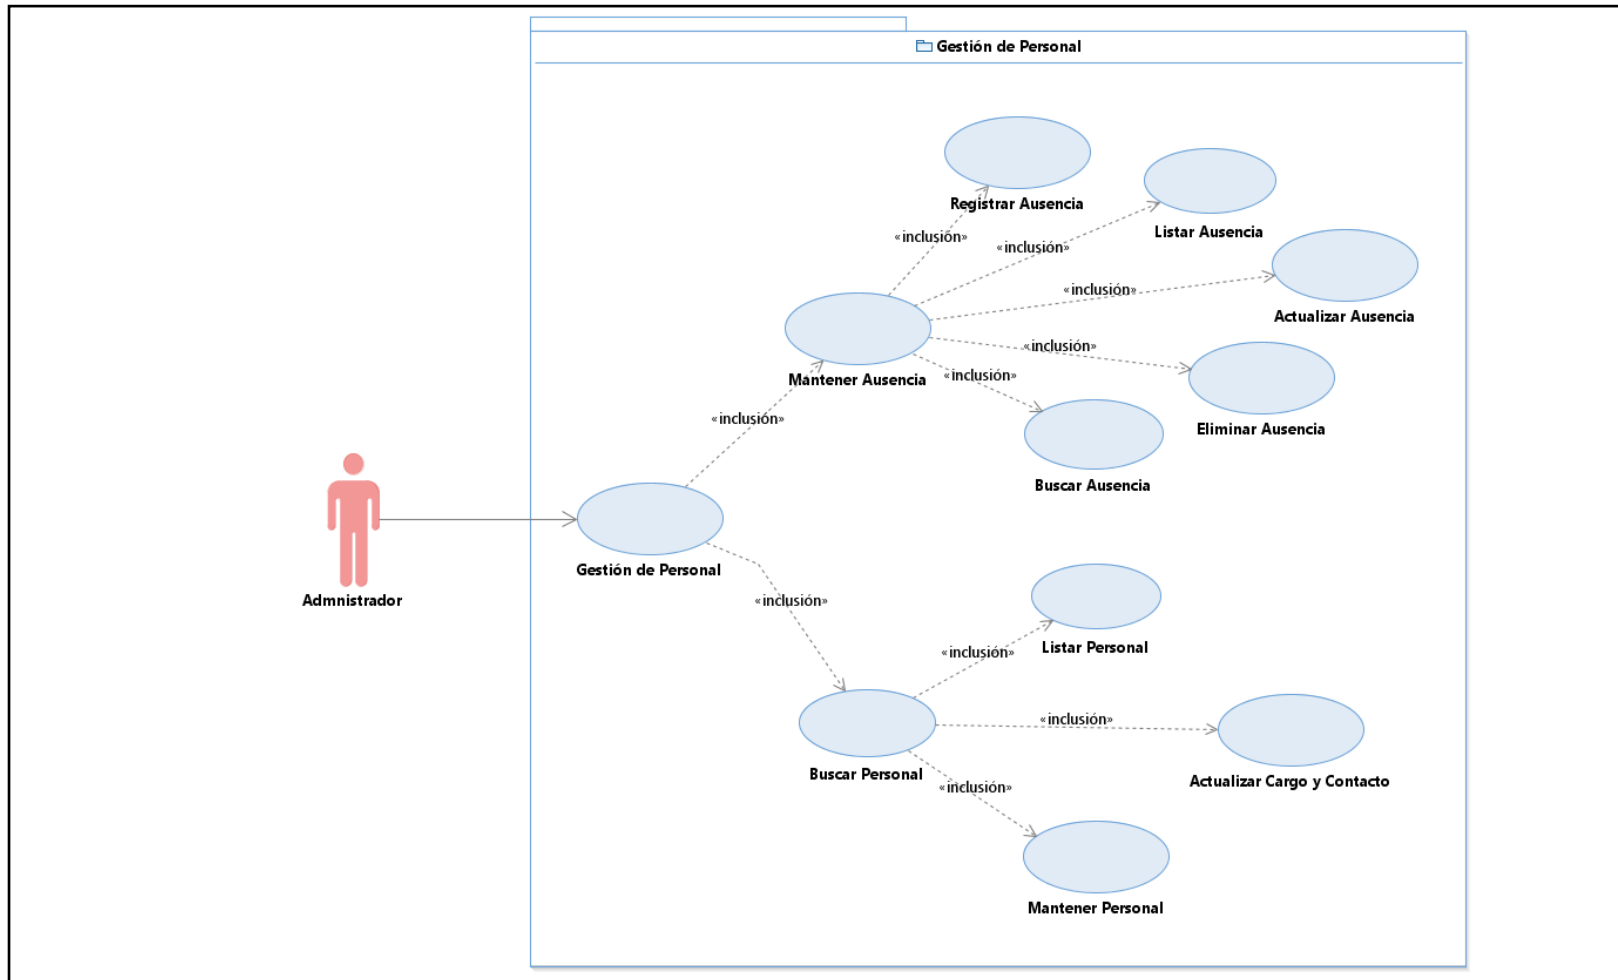 Gestión de Personal
Registrar Ausencia
Listar Ausencia
«inclusión»
«inclusión»
«inclusión»
Actualizar Ausencia
«inclusión»
Mantener Ausencia
«inclusión»
«inclusión»
Eliminar Ausencia
Buscar Ausencia
Gestión de Personal
Admnistrador
«inclusión»
Listar Personal
«inclusión»
«inclusión»
Buscar Personal
Actualizar Cargo y Contacto
«inclusión»
Mantener Personal